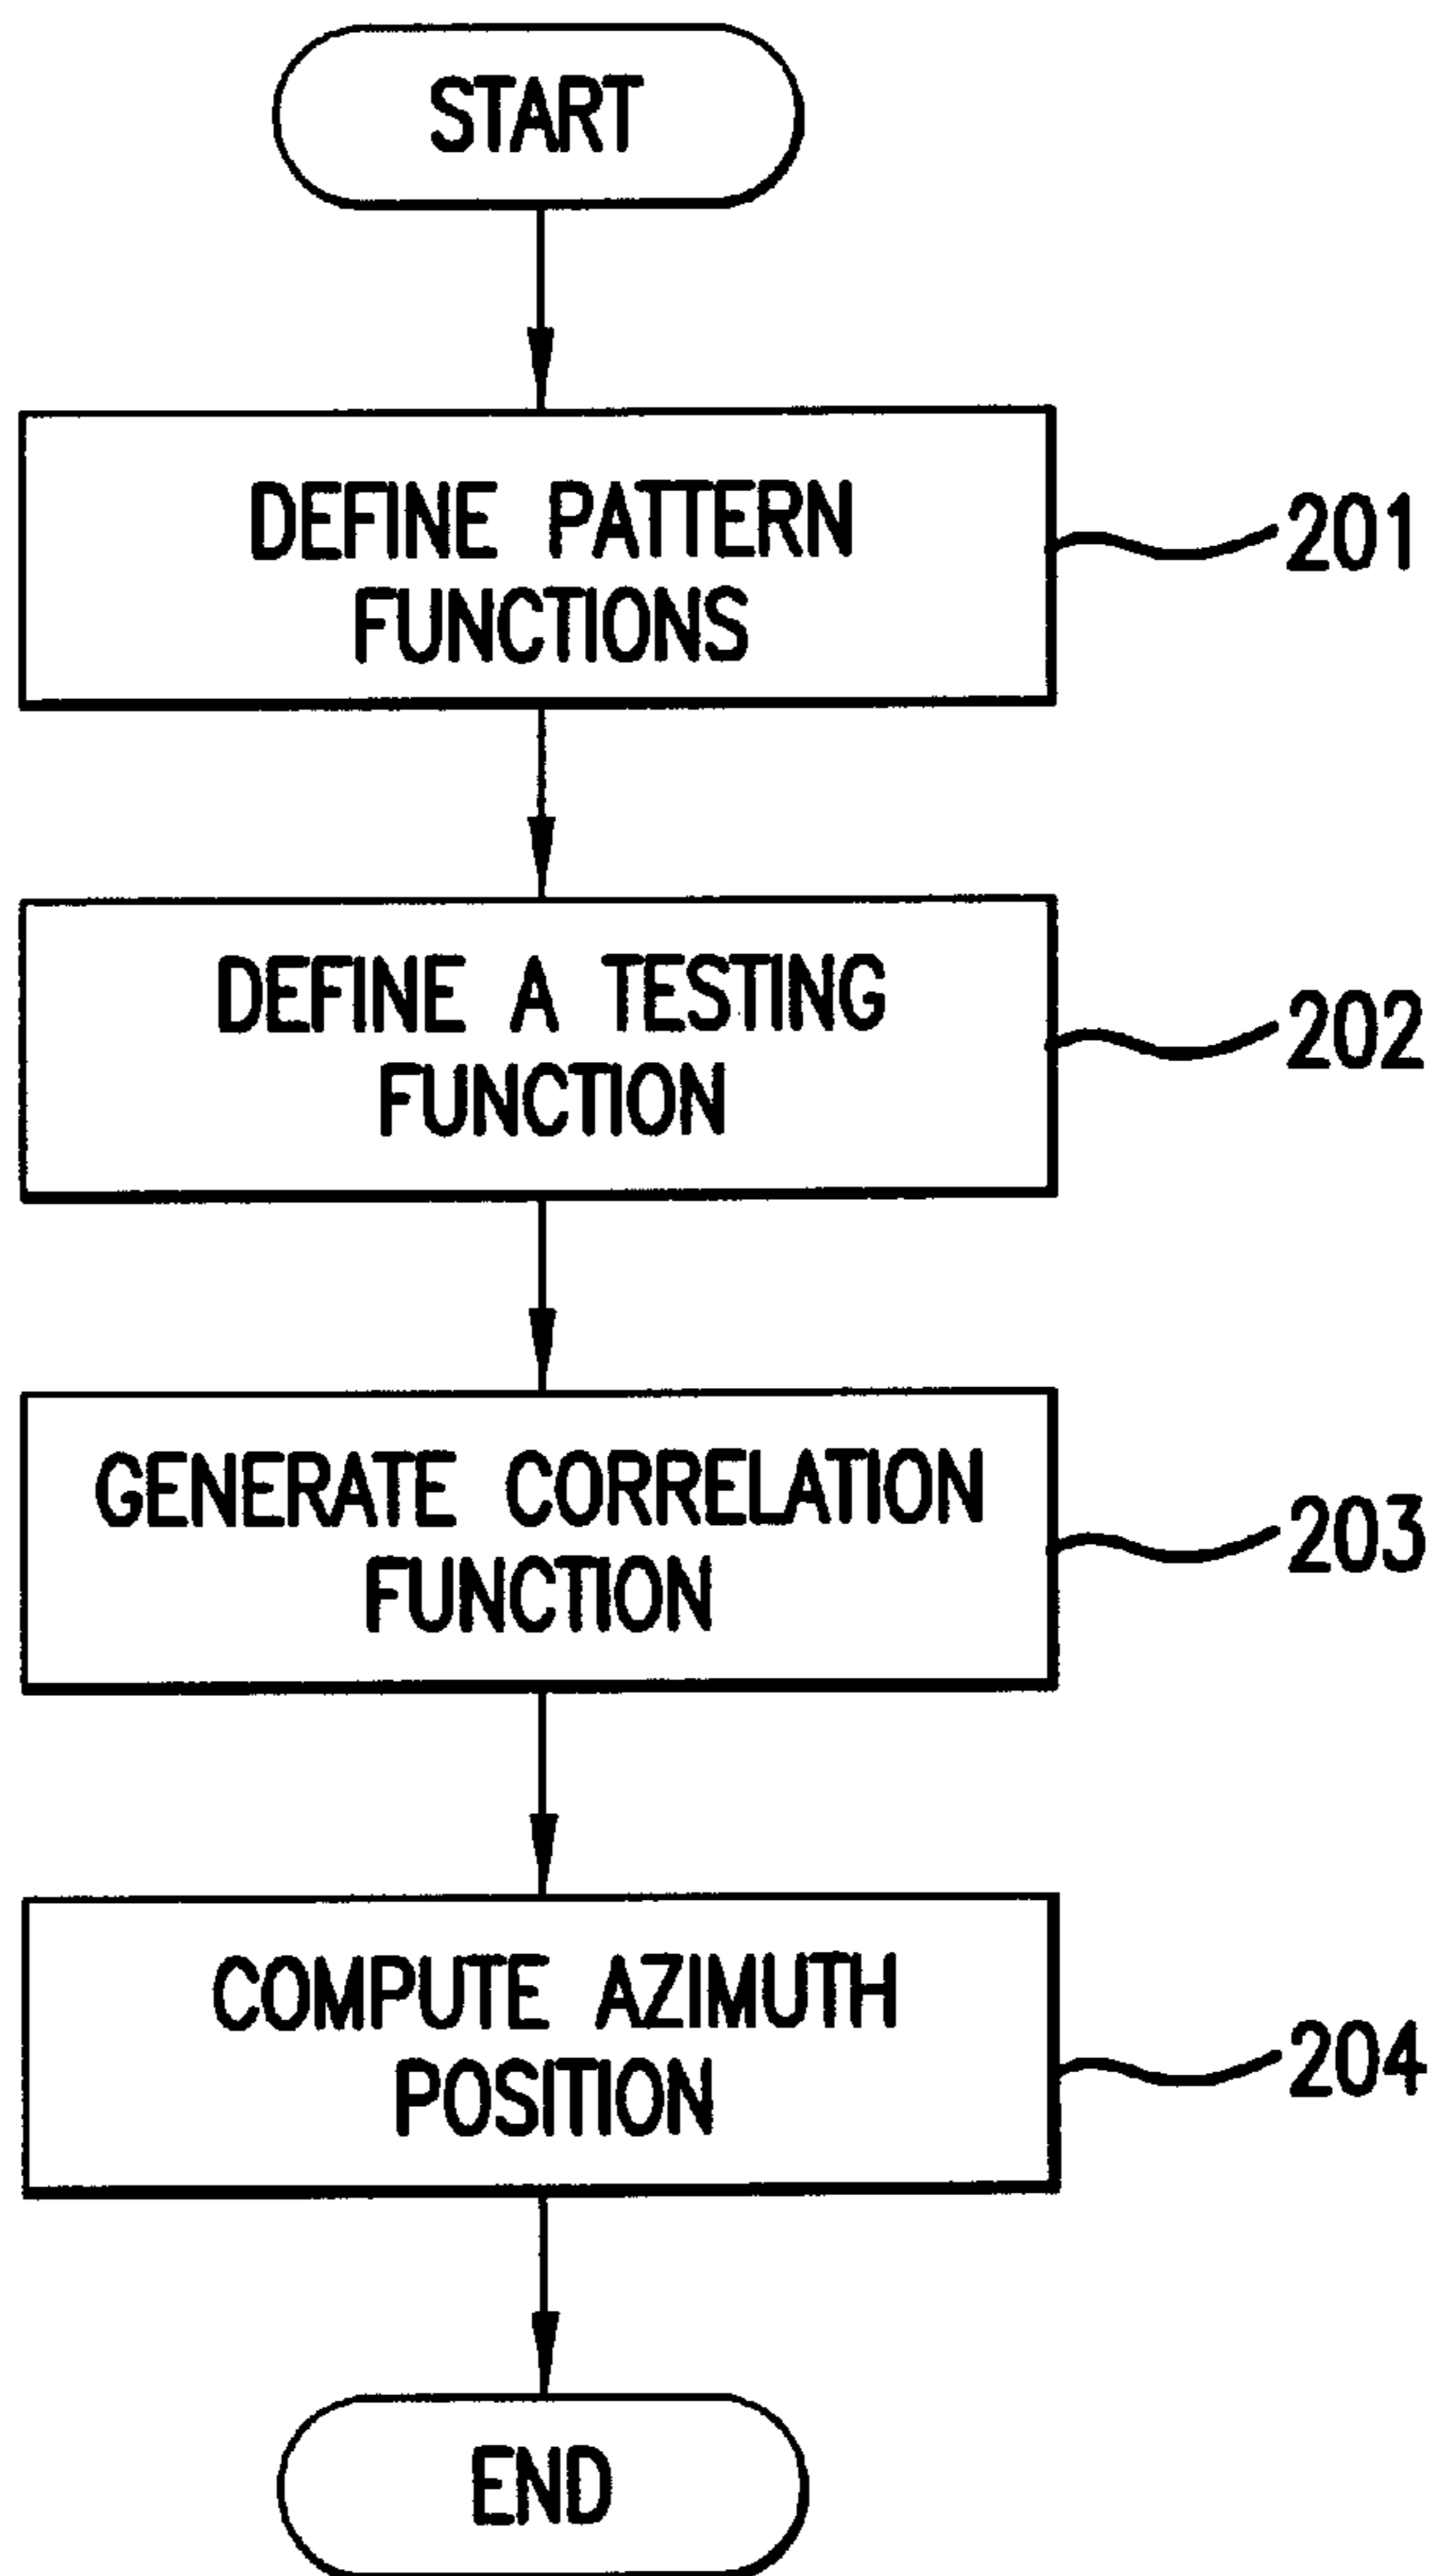 START
DEFINE PATTERN
FUNCTIONS
201
DEFINE A TESTING
FUNCTION
202
GENERATE CORRELATION
FUNCTION
203
COMPUTE AZIMUTH
POSITION
204
END